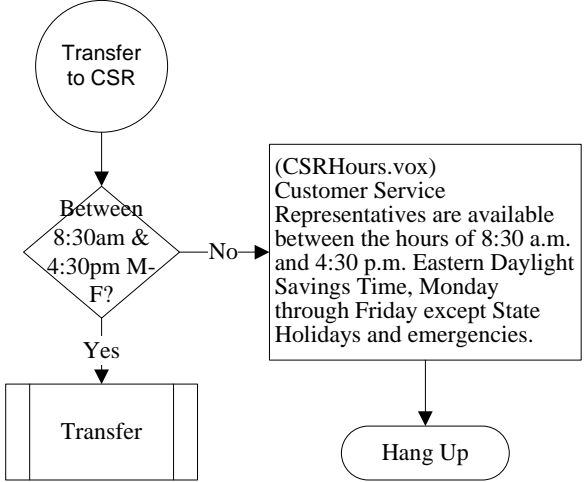 Transfer
to CSR
Between
8:30am &
4:30pm M-
F?
No
(CSRHours.vox)
Customer Service
Representatives are available
between the hours of 8:30 a.m.
and 4:30 p.m. Eastern Daylight
Savings Time, Monday
through Friday except State
Holidays and emergencies.
Yes
Transfer
Hang Up